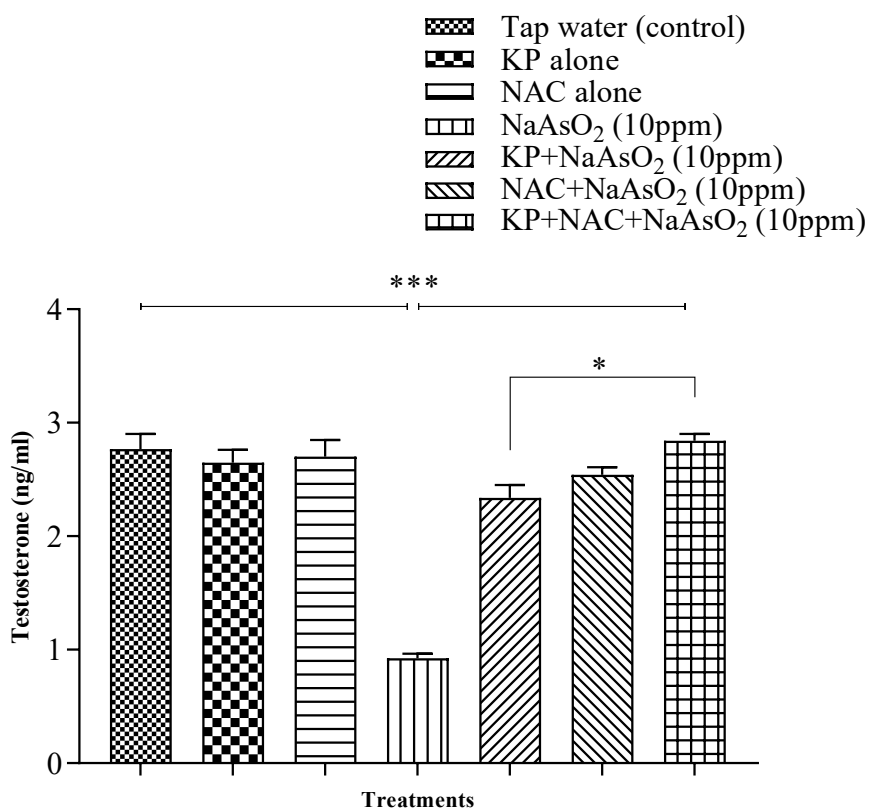 Tap water (control)
KP alone
NAC alone
NaAsO₂ (10ppm)
KP+NaAsO₂ (10ppm)
NAC+NaAsO₂ (10ppm)
KP+NAC+NaAsO₂ (10ppm)
***
*
4
3
2
1
0
Testosterone (ng/ml)
Treatments